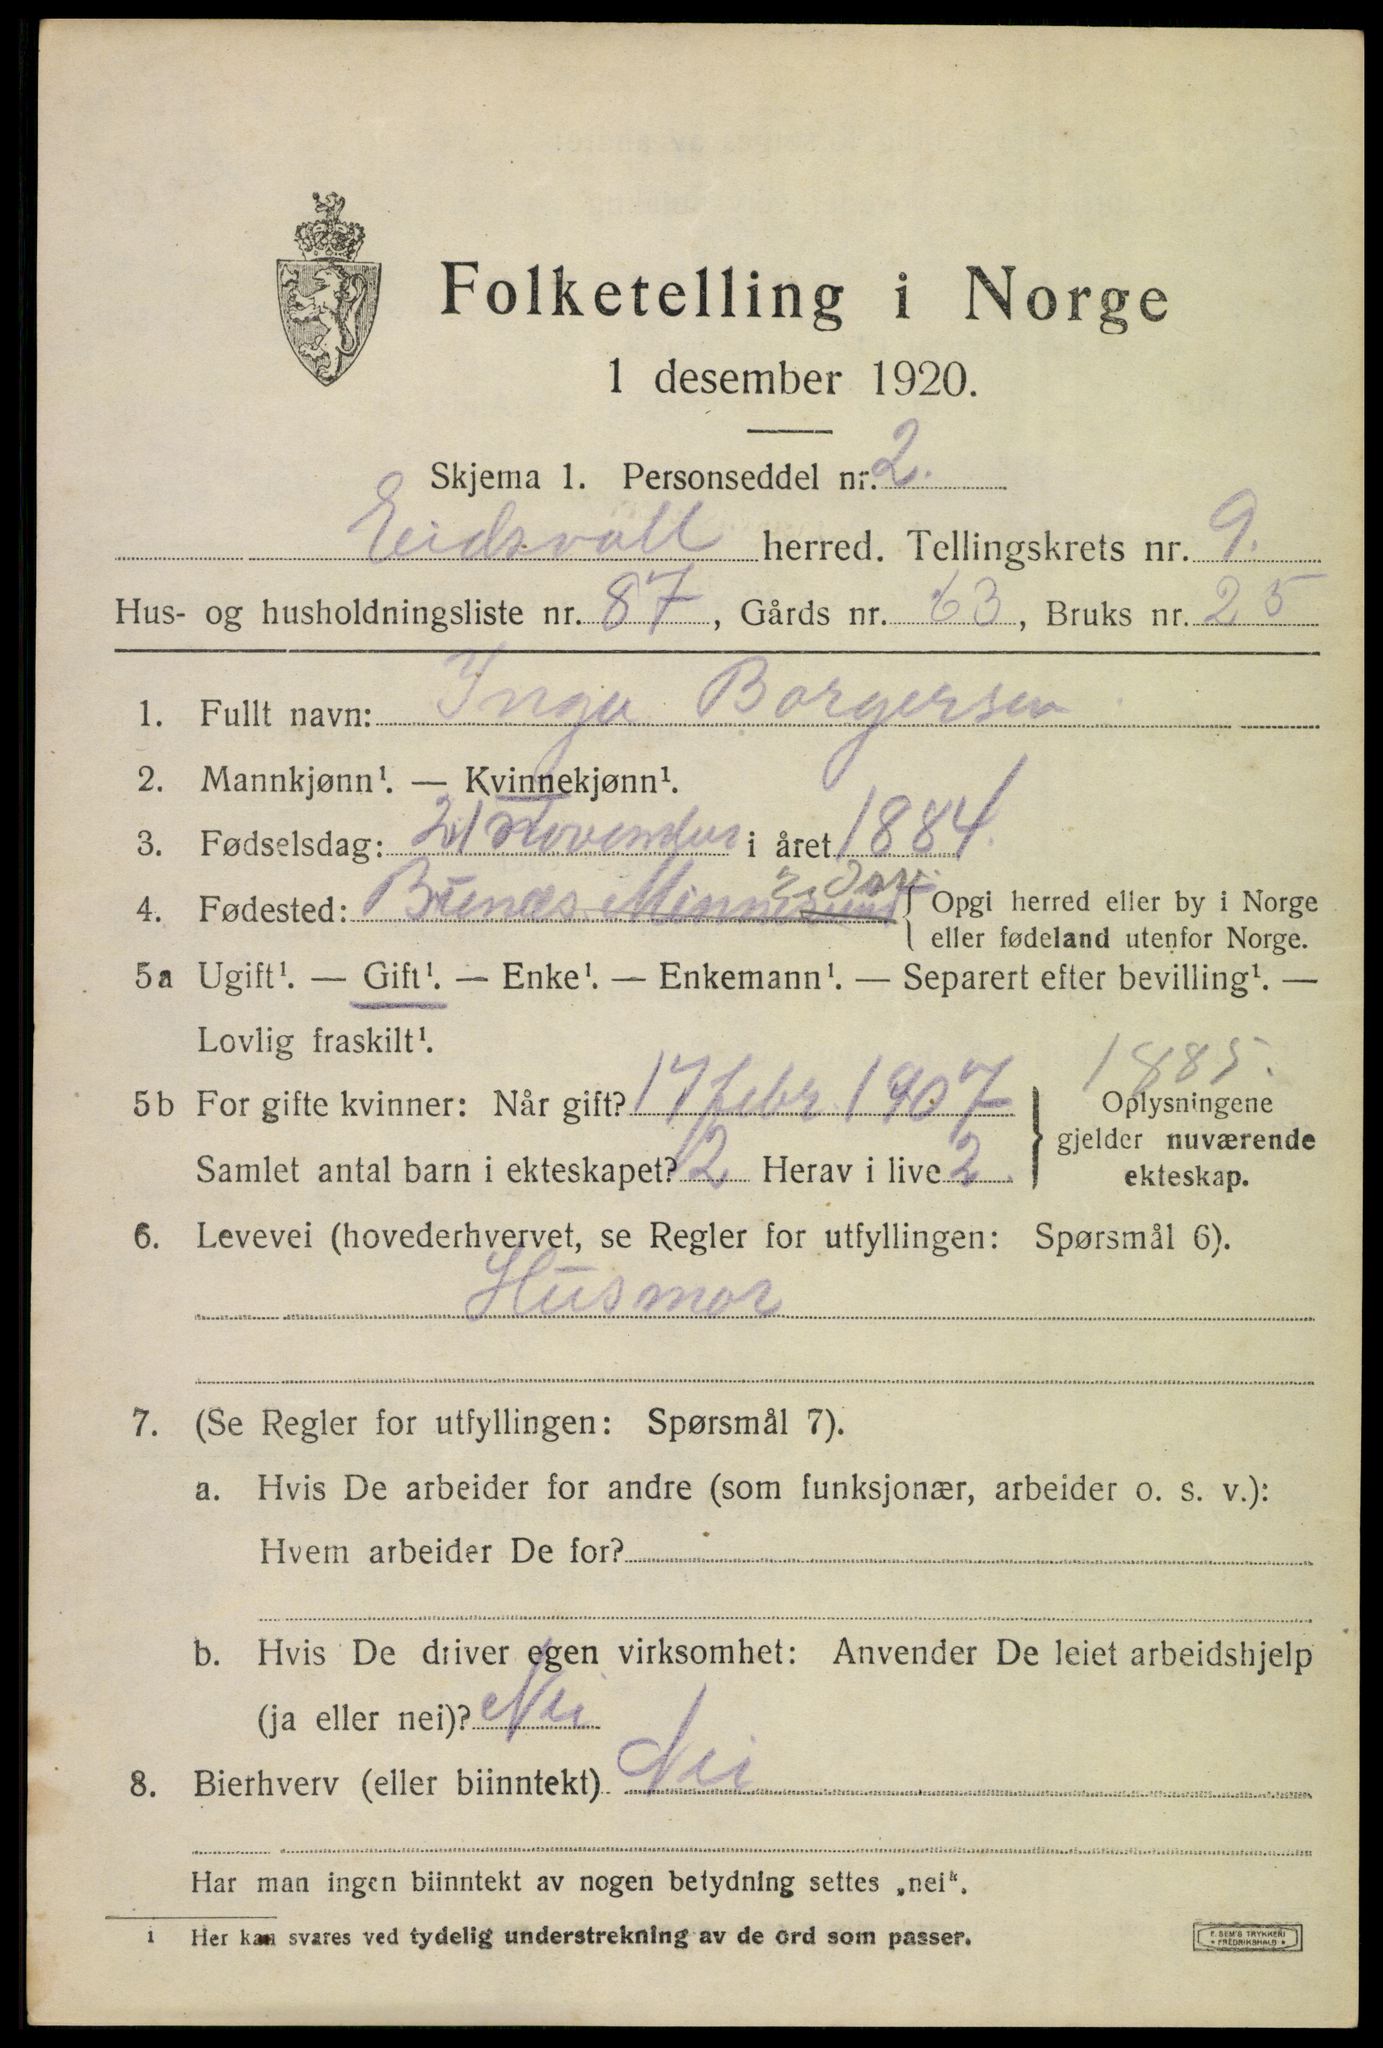 Folketelling i Norge
1 desember 1920.
Skjema 1. Personseddel nr. 2.
Eidsvoll herred. Tellingskrets nr. 9.
Hus- og husholdningsliste nr. 87, Gårds nr. 63, Bruks nr. 25
1. Fullt navn: Inga Borgersen
2. Mannkjønn¹. — Kvinnekjønn¹.
3. Fødselsdag: 21 November i året 1884.
4. Fødested: Minnesund { Opgi herred eller by i Norge
eller fødeland utenfor Norge.
5a Ugift¹. — Gift¹. — Enke¹. — Enkemann¹. — Separert efter bevilling¹. —
Lovlig fraskilt¹.
1885.
5b For gifte kvinner: Når gift? 17 febr. 1907 } Oplysningene
gjelder nuværende
Samlet antal barn i ekteskapet? 2 Herav i live 2.
ekteskap.
6. Levevei (hovederhvervet, se Regler for utfyllingen: Spørsmål 6).
Husmor
7. (Se Regler for utfyllingen: Spørsmål 7).
a. Hvis De arbeider for andre (som funksjonær, arbeider o. s. v.):
Hvem arbeider De for?
b. Hvis De driver egen virksomhet: Anvender De leiet arbeidshjelp
(ja eller nei)? Nei
8. Bierhverv (eller biinntekt) Nei
Har man ingen biinntekt av nogen betydning settes „nei“.
1 Her kan svares ved tydelig understrekning av de ord som passer.
E. SEM'S TRYKKERI
* FREDRIKSHALD *